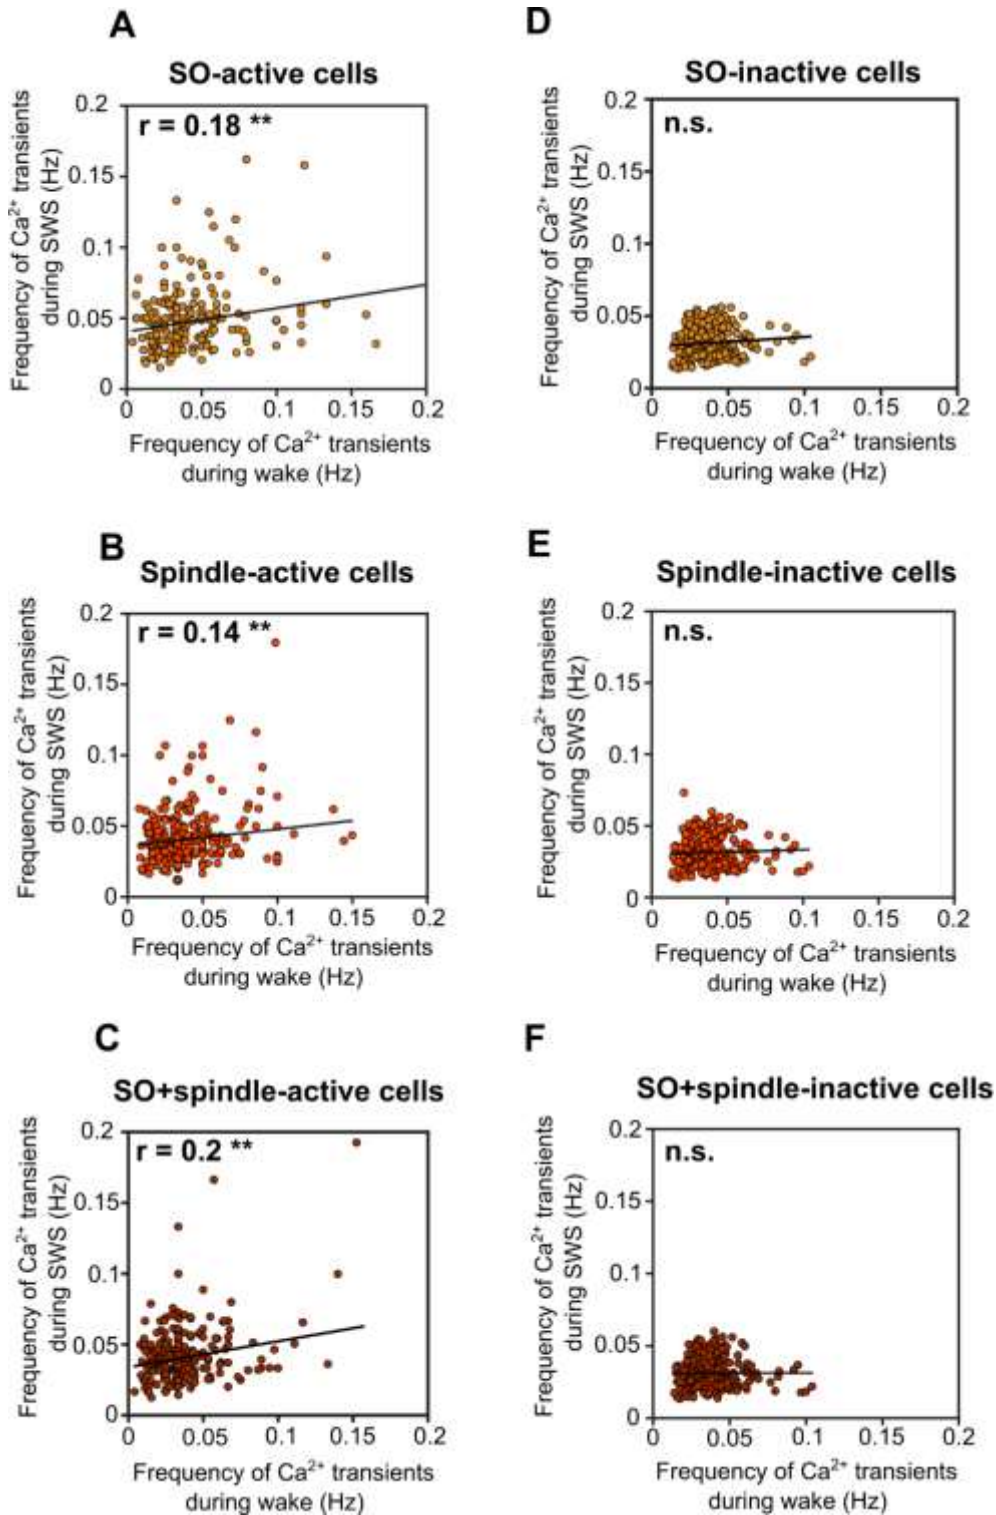 A
SO-active cells
r = 0.18 **
Frequency of Ca²⁺ transients
during SWS (Hz)
0.2
0.15
0.1
0.05
0
0 0.05 0.1 0.15 0.2
Frequency of Ca²⁺ transients
during wake (Hz)
D
SO-inactive cells
n.s.
Frequency of Ca²⁺ transients
during SWS (Hz)
0.2
0.15
0.1
0.05
0
0 0.05 0.1 0.15 0.2
Frequency of Ca²⁺ transients
during wake (Hz)
B
Spindle-active cells
r = 0.14 **
Frequency of Ca²⁺ transients
during SWS (Hz)
0.2
0.15
0.1
0.05
0
0 0.05 0.1 0.15 0.2
Frequency of Ca²⁺ transients
during wake (Hz)
E
Spindle-inactive cells
n.s.
Frequency of Ca²⁺ transients
during SWS (Hz)
0.2
0.15
0.1
0.05
0
0 0.05 0.1 0.15 0.2
Frequency of Ca²⁺ transients
during wake (Hz)
C
SO+spindle-active cells
r = 0.2 **
Frequency of Ca²⁺ transients
during SWS (Hz)
0.2
0.15
0.1
0.05
0
0 0.05 0.1 0.15 0.2
Frequency of Ca²⁺ transients
during wake (Hz)
F
SO+spindle-inactive cells
n.s.
Frequency of Ca²⁺ transients
during SWS (Hz)
0.2
0.15
0.1
0.05
0
0 0.05 0.1 0.15 0.2
Frequency of Ca²⁺ transients
during wake (Hz)